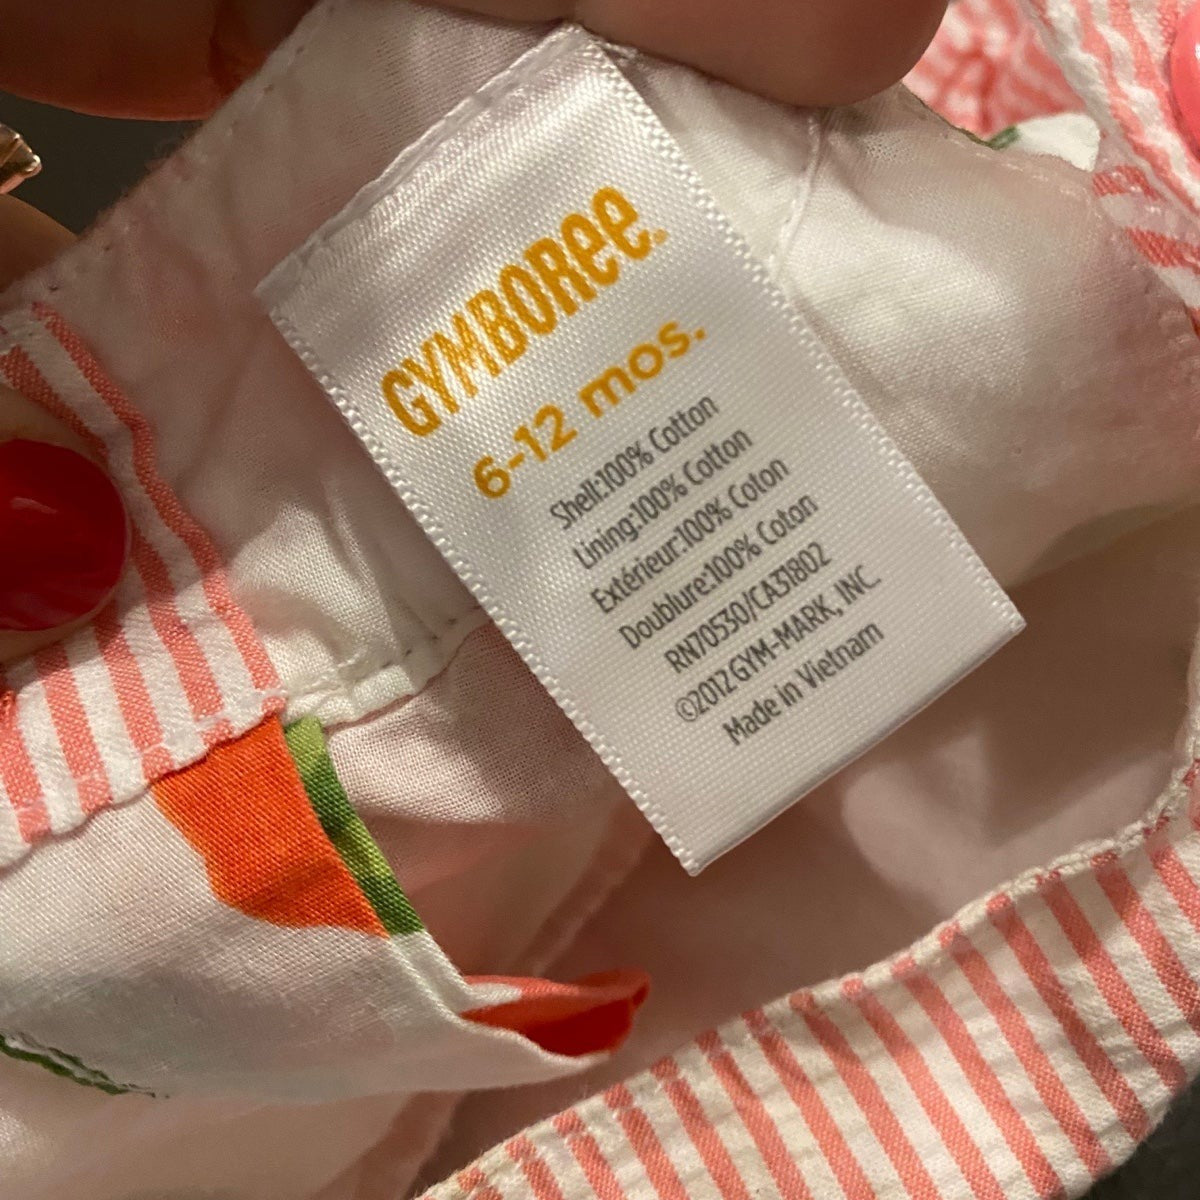 GYMBORee®
6-12 mos.
Shell:100% Cotton
Lining:100% Cotton
Extérieur:100% Coton
Doublure:100% Coton
RN70530/CA31802
©2012 GYM-MARK, INC.
Made in Vietnam